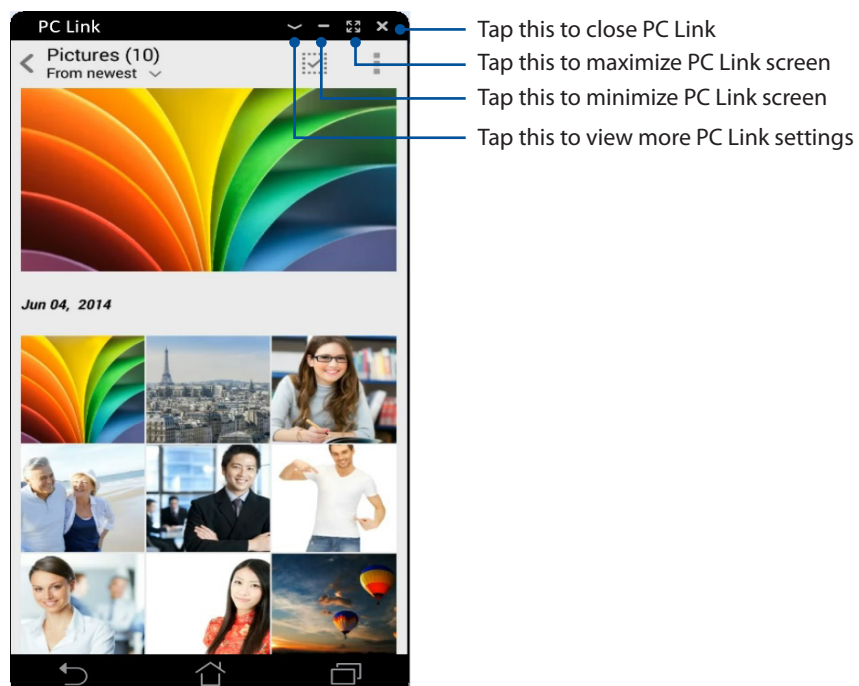 PC Link
Tap this to close PC Link
Pictures (10)
From newest
Tap this to maximize PC Link screen
Tap this to minimize PC Link screen
Tap this to view more PC Link settings
Jun 04, 2014